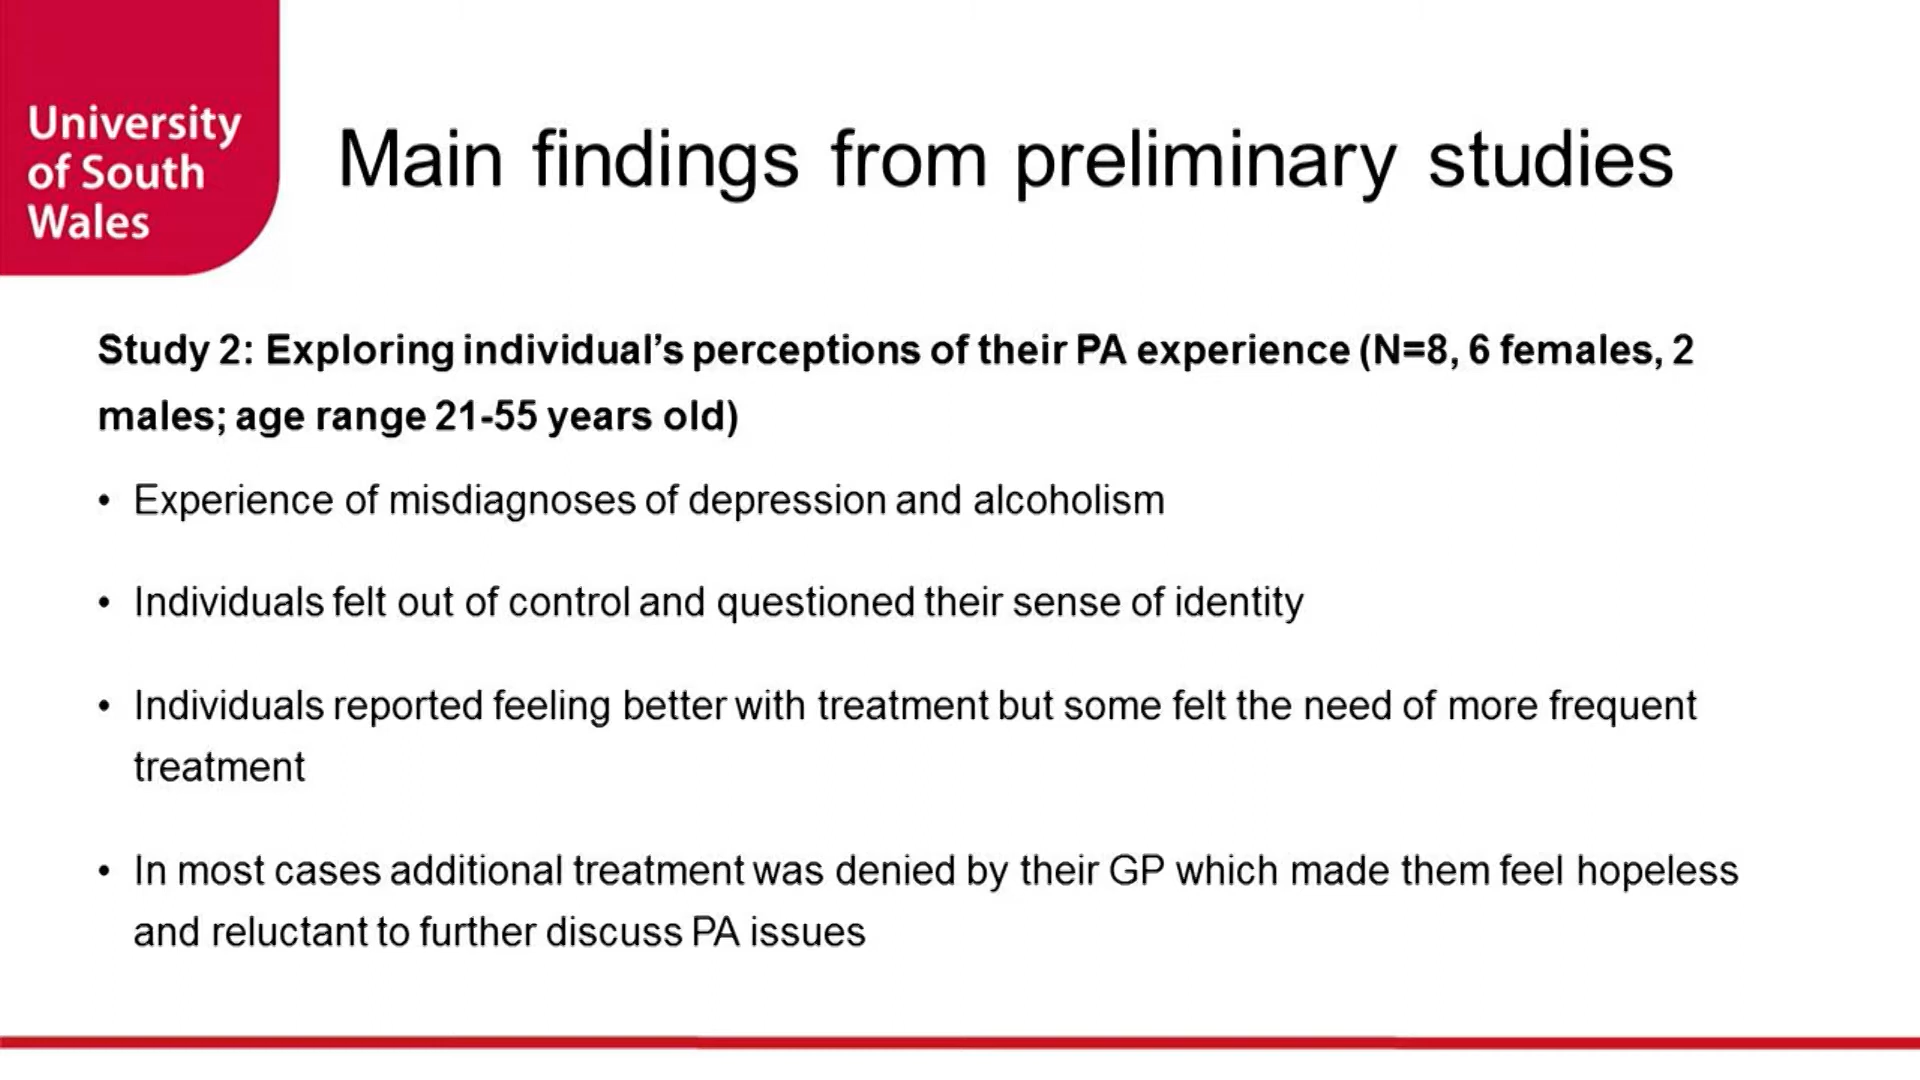 University
of South
Wales
Main findings from preliminary studies
Study 2: Exploring individual’s perceptions of their PA experience (N=8, 6 females, 2
males; age range 21-55 years old)
• Experience of misdiagnoses of depression and alcoholism
• Individuals felt out of control and questioned their sense of identity
• Individuals reported feeling better with treatment but some felt the need of more frequent
treatment
• In most cases additional treatment was denied by their GP which made them feel hopeless
and reluctant to further discuss PA issues